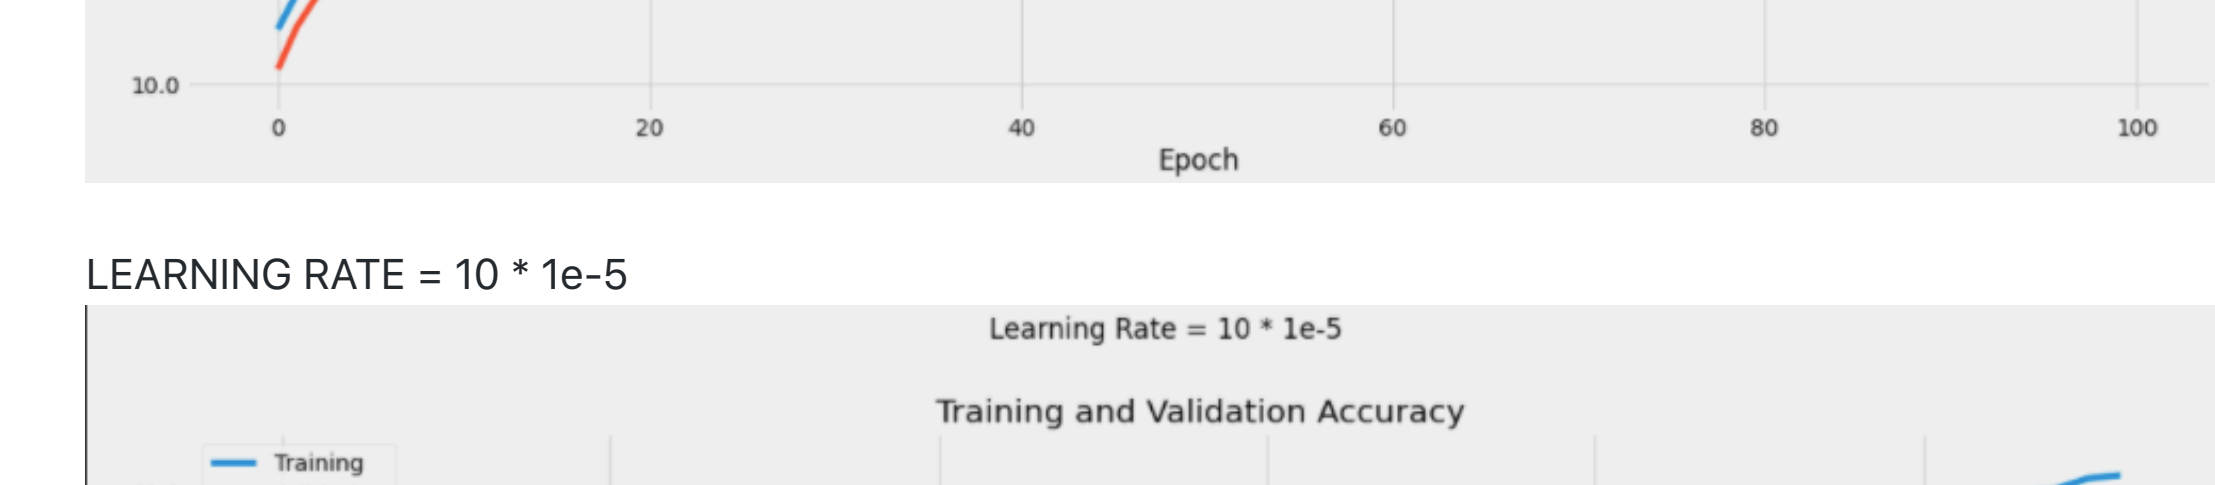 10.0
0 20 40 60 80 100
Epoch
LEARNING RATE = 10 * 1e-5
Learning Rate = 10 * 1e-5
Training and Validation Accuracy
Training